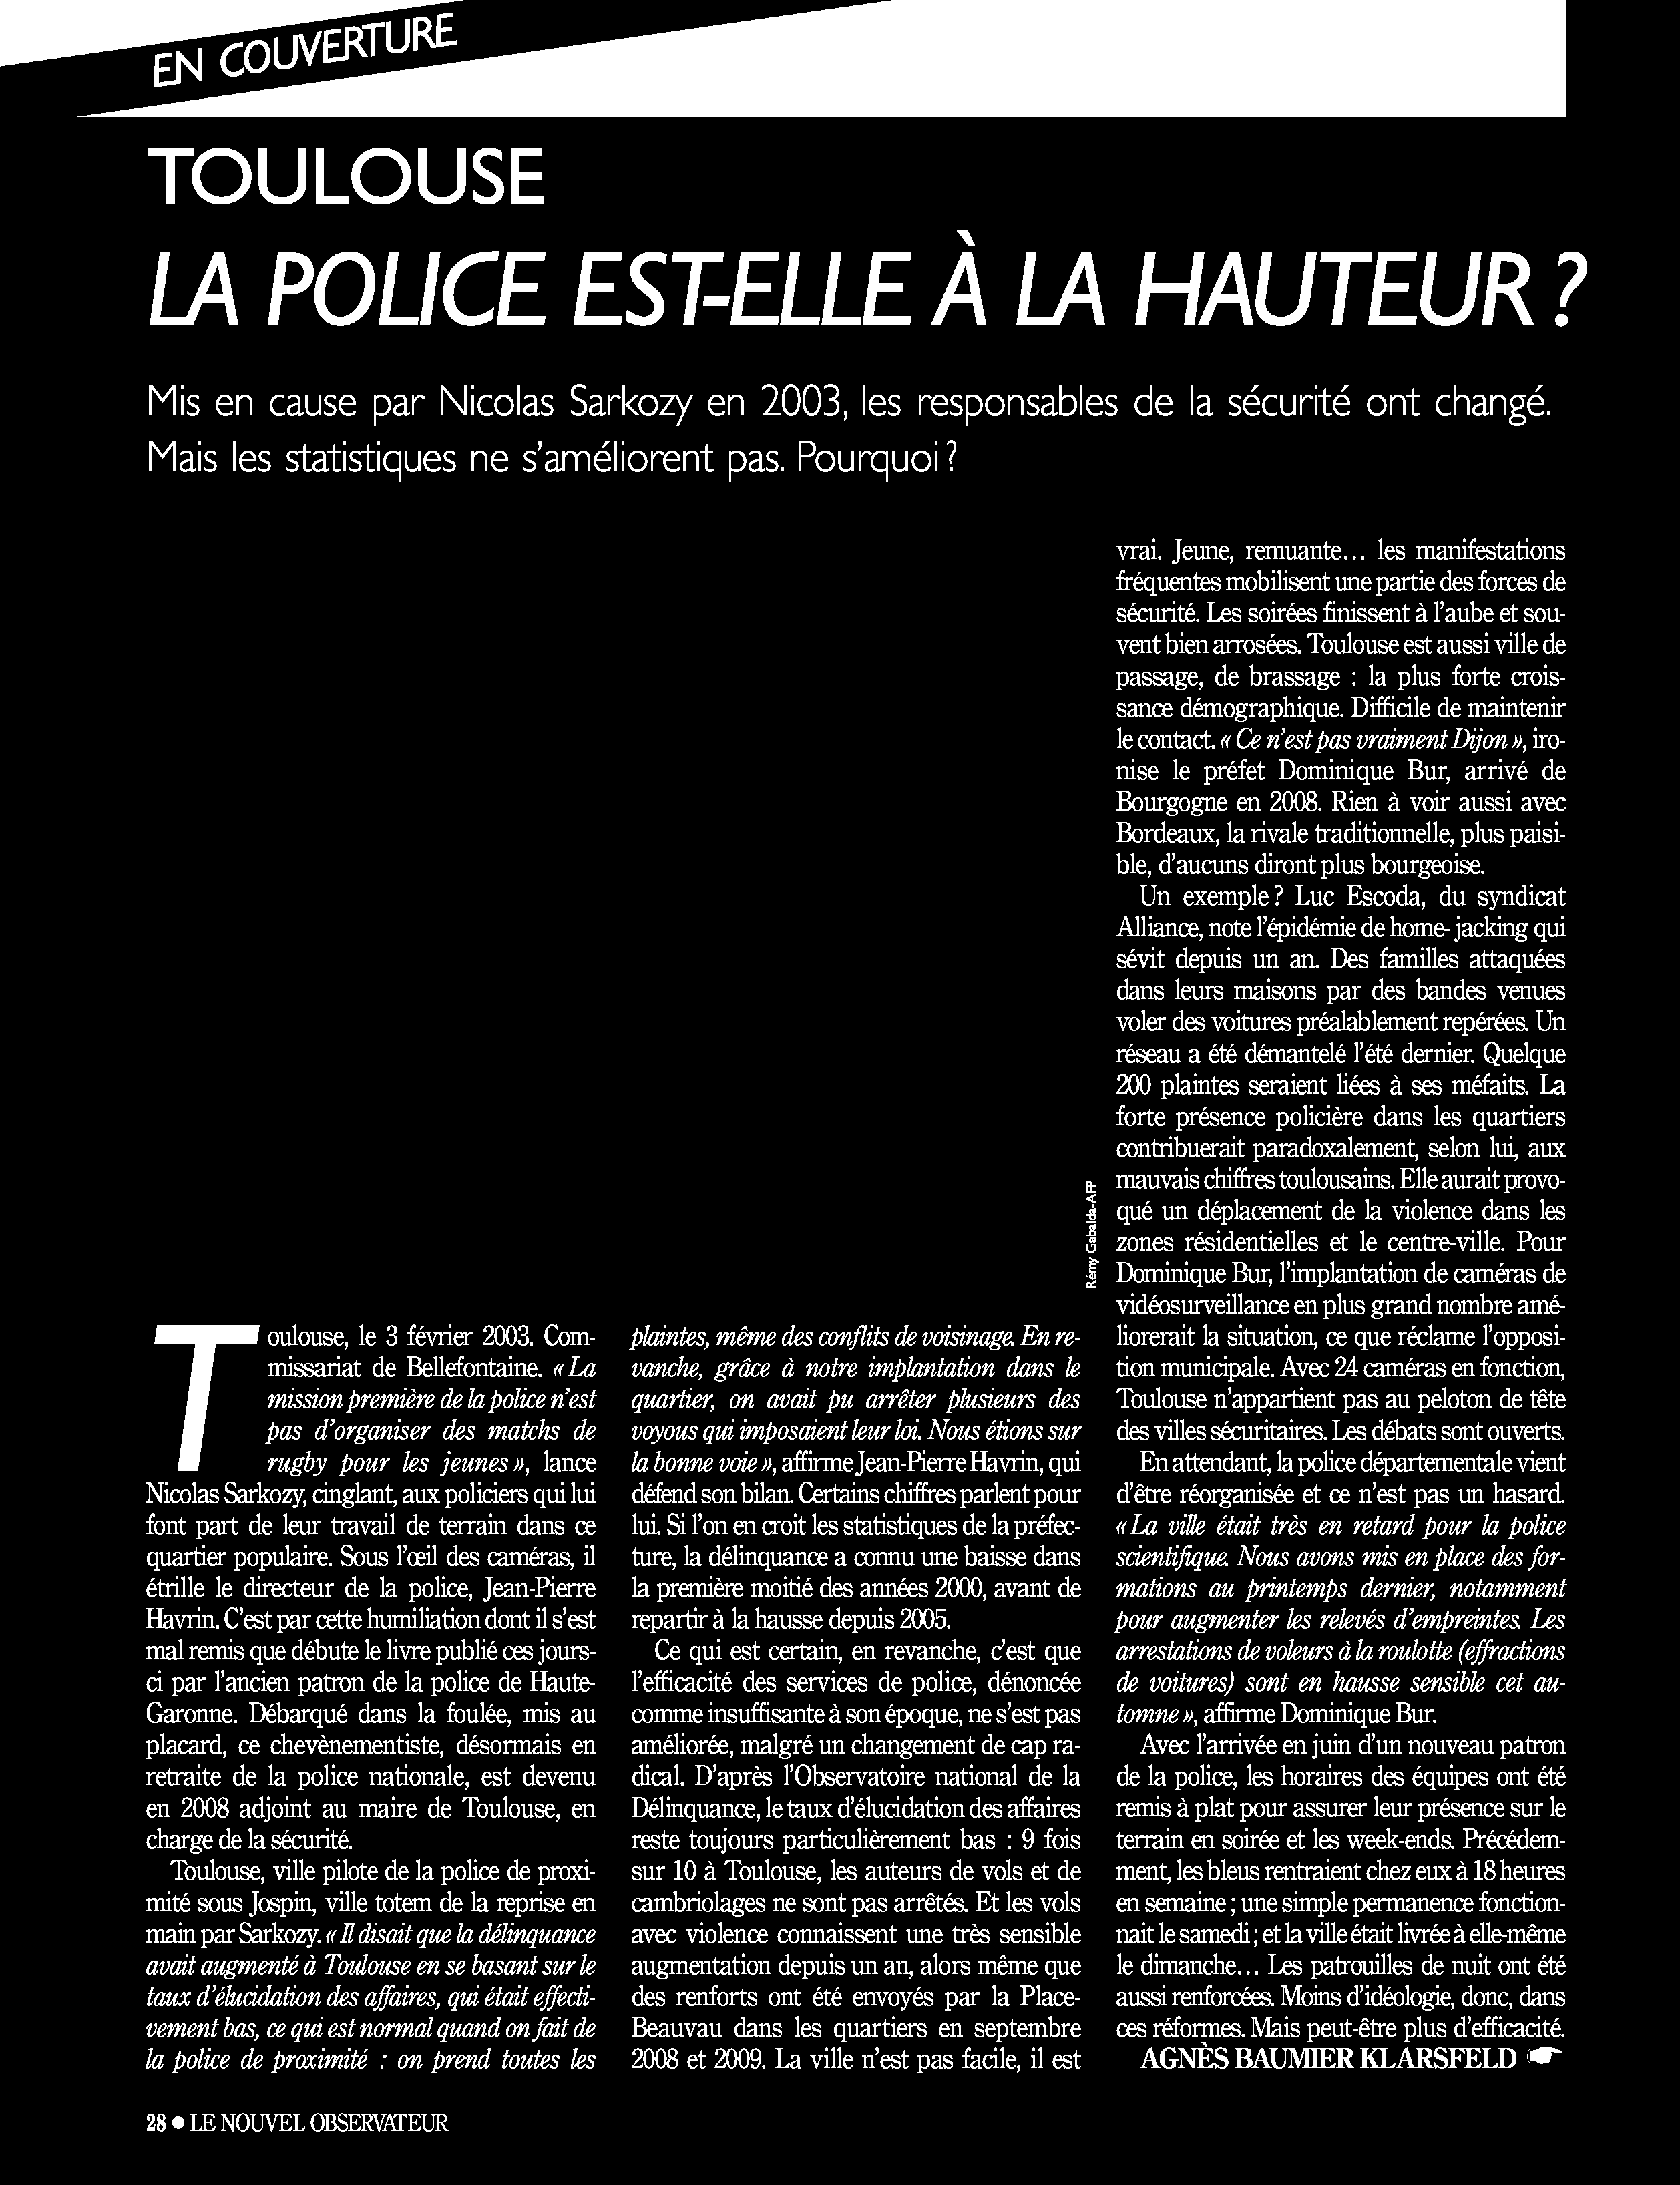 EN COUVERTURE
TOULOUSE
LA POLICE EST-ELLE À LA HAUTEUR ?
Mis en cause par Nicolas Sarkozy en 2003, les responsables de la sécurité ont changé.
Mais les statistiques ne s’améliorent pas. Pourquoi ?
Toulouse, le 3 février 2003. Com-
missariat de Bellefontaine. « La
mission première de la police n’est
pas d’organiser des matchs de
rugby pour les jeunes », lance
Nicolas Sarkozy, cinglant, aux policiers qui lui
font part de leur travail de terrain dans ce
quartier populaire. Sous l’œil des caméras, il
étrille le directeur de la police, Jean-Pierre
Havrin. C’est par cette humiliation dont il s’est
mal remis que débute le livre publié ces jours-
ci par l’ancien patron de la police de Haute-
Garonne. Débarqué dans la foulée, mis au
placard, ce chevènementiste, désormais en
retraite de la police nationale, est devenu
en 2008 adjoint au maire de Toulouse, en
charge de la sécurité.
Toulouse, ville pilote de la police de proxi-
mité sous Jospin, ville totem de la reprise en
main par Sarkozy. « Il disait que la délinquance
avait augmenté à Toulouse en se basant sur le
taux d’élucidation des affaires, qui était effecti-
vement bas, ce qui est normal quand on fait de
la police de proximité : on prend toutes les
plaintes, même des conflits de voisinage. En re-
vanche, grâce à notre implantation dans le
quartier, on avait pu arrêter plusieurs des
voyous qui imposaient leur loi. Nous étions sur
la bonne voie », affirme Jean-Pierre Havrin, qui
défend son bilan. Certains chiffres parlent pour
lui. Si l’on en croit les statistiques de la préfec-
ture, la délinquance a connu une baisse dans
la première moitié des années 2000, avant de
repartir à la hausse depuis 2005.
Ce qui est certain, en revanche, c’est que
l’efficacité des services de police, dénoncée
comme insuffisante à son époque, ne s’est pas
améliorée, malgré un changement de cap ra-
dical. D’après l’Observatoire national de la
Délinquance, le taux d’élucidation des affaires
reste toujours particulièrement bas : 9 fois
sur 10 à Toulouse, les auteurs de vols et de
cambriolages ne sont pas arrêtés. Et les vols
avec violence connaissent une très sensible
augmentation depuis un an, alors même que
des renforts ont été envoyés par la Place-
Beauvau dans les quartiers en septembre
2008 et 2009. La ville n’est pas facile, il est
vrai. Jeune, remuante… les manifestations
fréquentes mobilisent une partie des forces de
sécurité. Les soirées finissent à l’aube et sou-
vent bien arrosées. Toulouse est aussi ville de
passage, de brassage : la plus forte crois-
sance démographique. Difficile de maintenir
le contact. « Ce n’est pas vraiment Dijon », iro-
nise le préfet Dominique Bur, arrivé de
Bourgogne en 2008. Rien à voir aussi avec
Bordeaux, la rivale traditionnelle, plus paisi-
ble, d’aucuns diront plus bourgeoise.
Un exemple ? Luc Escoda, du syndicat
Alliance, note l’épidémie de home- jacking qui
sévit depuis un an. Des familles attaquées
dans leurs maisons par des bandes venues
voler des voitures préalablement repérées. Un
réseau a été démantelé l’été dernier. Quelque
200 plaintes seraient liées à ses méfaits. La
forte présence policière dans les quartiers
contribuerait paradoxalement, selon lui, aux
mauvais chiffres toulousains. Elle aurait provo-
qué un déplacement de la violence dans les
zones résidentielles et le centre-ville. Pour
Dominique Bur, l’implantation de caméras de
vidéosurveillance en plus grand nombre amé-
liorerait la situation, ce que réclame l’opposi-
tion municipale. Avec 24 caméras en fonction,
Toulouse n’appartient pas au peloton de tête
des villes sécuritaires. Les débats sont ouverts.
En attendant, la police départementale vient
d’être réorganisée et ce n’est pas un hasard.
« La ville était très en retard pour la police
scientifique. Nous avons mis en place des for-
mations au printemps dernier, notamment
pour augmenter les relevés d’empreintes. Les
arrestations de voleurs à la roulotte (effractions
de voitures) sont en hausse sensible cet au-
tomne », affirme Dominique Bur.
Avec l’arrivée en juin d’un nouveau patron
de la police, les horaires des équipes ont été
remis à plat pour assurer leur présence sur le
terrain en soirée et les week-ends. Précédem-
ment, les bleus rentraient chez eux à 18 heures
en semaine ; une simple permanence fonction-
nait le samedi ; et la ville était livrée à elle-même
le dimanche… Les patrouilles de nuit ont été
aussi renforcées. Moins d’idéologie, donc, dans
ces réformes. Mais peut-être plus d’efficacité.
AGNÈS BAUMIER KLARSFELD
Rémy Gabalda-AFP
28 ● LE NOUVEL OBSERVATEUR